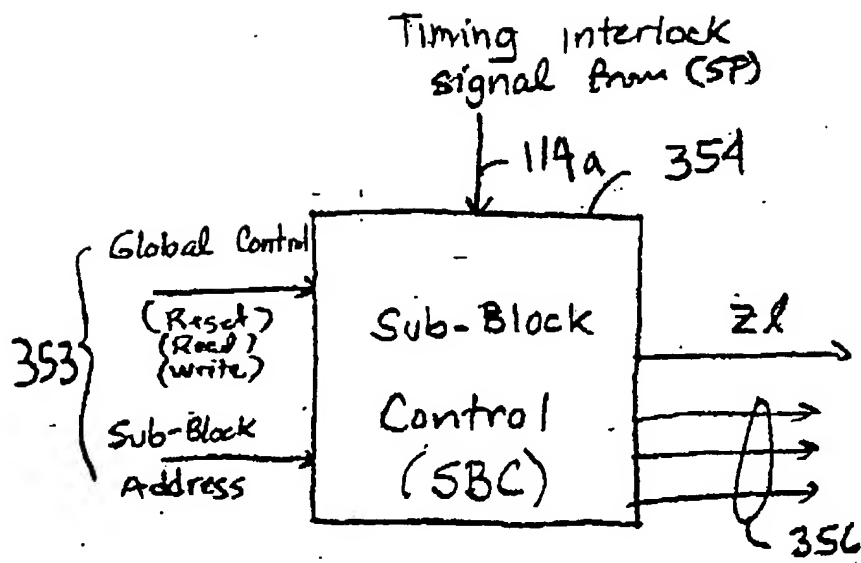 Timing interlock
signal from (SP)
114a
354
Global Control
(Reset)
(Read)
(write)
353
Sub-Block
Address
Sub-Block
Control
(SBC)
Zl
356